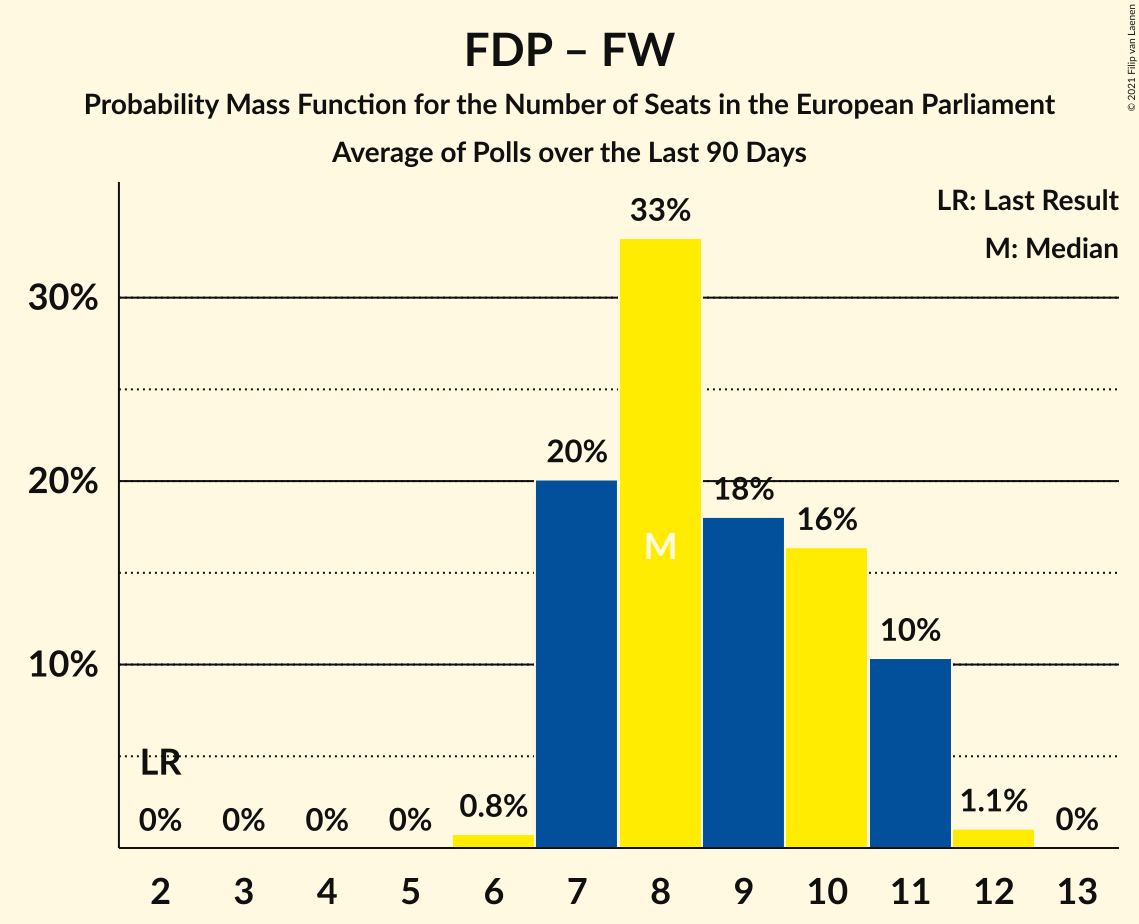 FDP – FW
Probability Mass Function for the Number of Seats in the European Parliament
Average of Polls over the Last 90 Days
© 2021 Filip van Laenen
LR: Last Result
M: Median
30%
20%
10%
LR
0%
0%
0%
0%
0.8%
20%
33%
M
18%
16%
10%
1.1%
0%
2 3 4 5 6 7 8 9 10 11 12 13